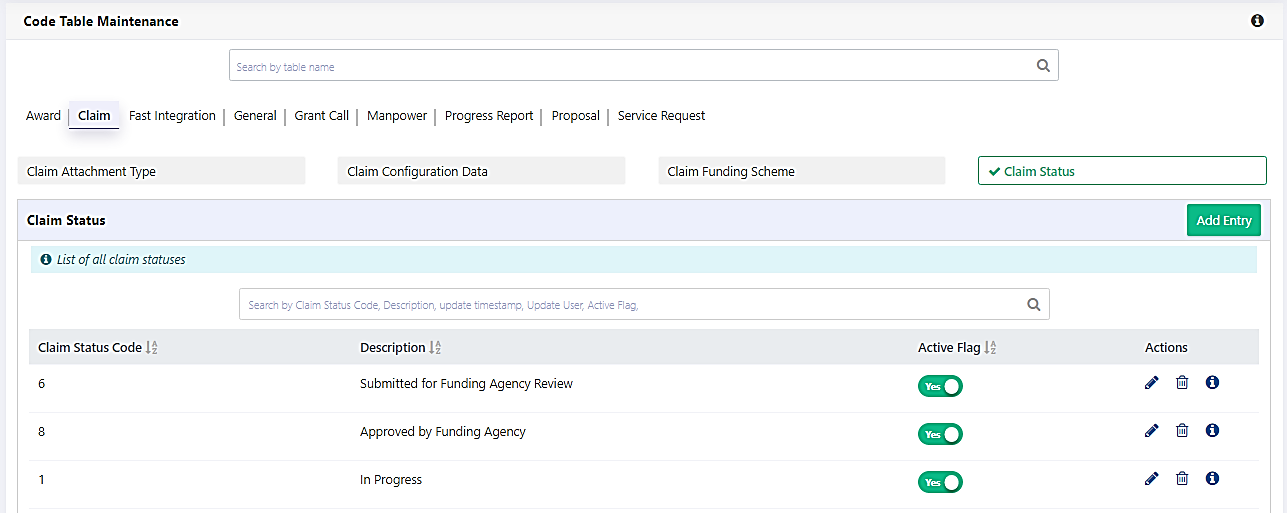 Code Table Maintenance
Search by table name
Award Claim Fast Integration General Grant Call Manpower Progress Report Proposal Service Request
Claim Attachment Type Claim Configuration Data Claim Funding Scheme Claim Status
Claim Status Add Entry
List of all claim statuses
Search by Claim Status Code, Description, update timestamp, Update User, Active Flag,
Claim Status Code Description Active Flag Actions
6 Submitted for Funding Agency Review Yes
8 Approved by Funding Agency Yes
1 In Progress Yes